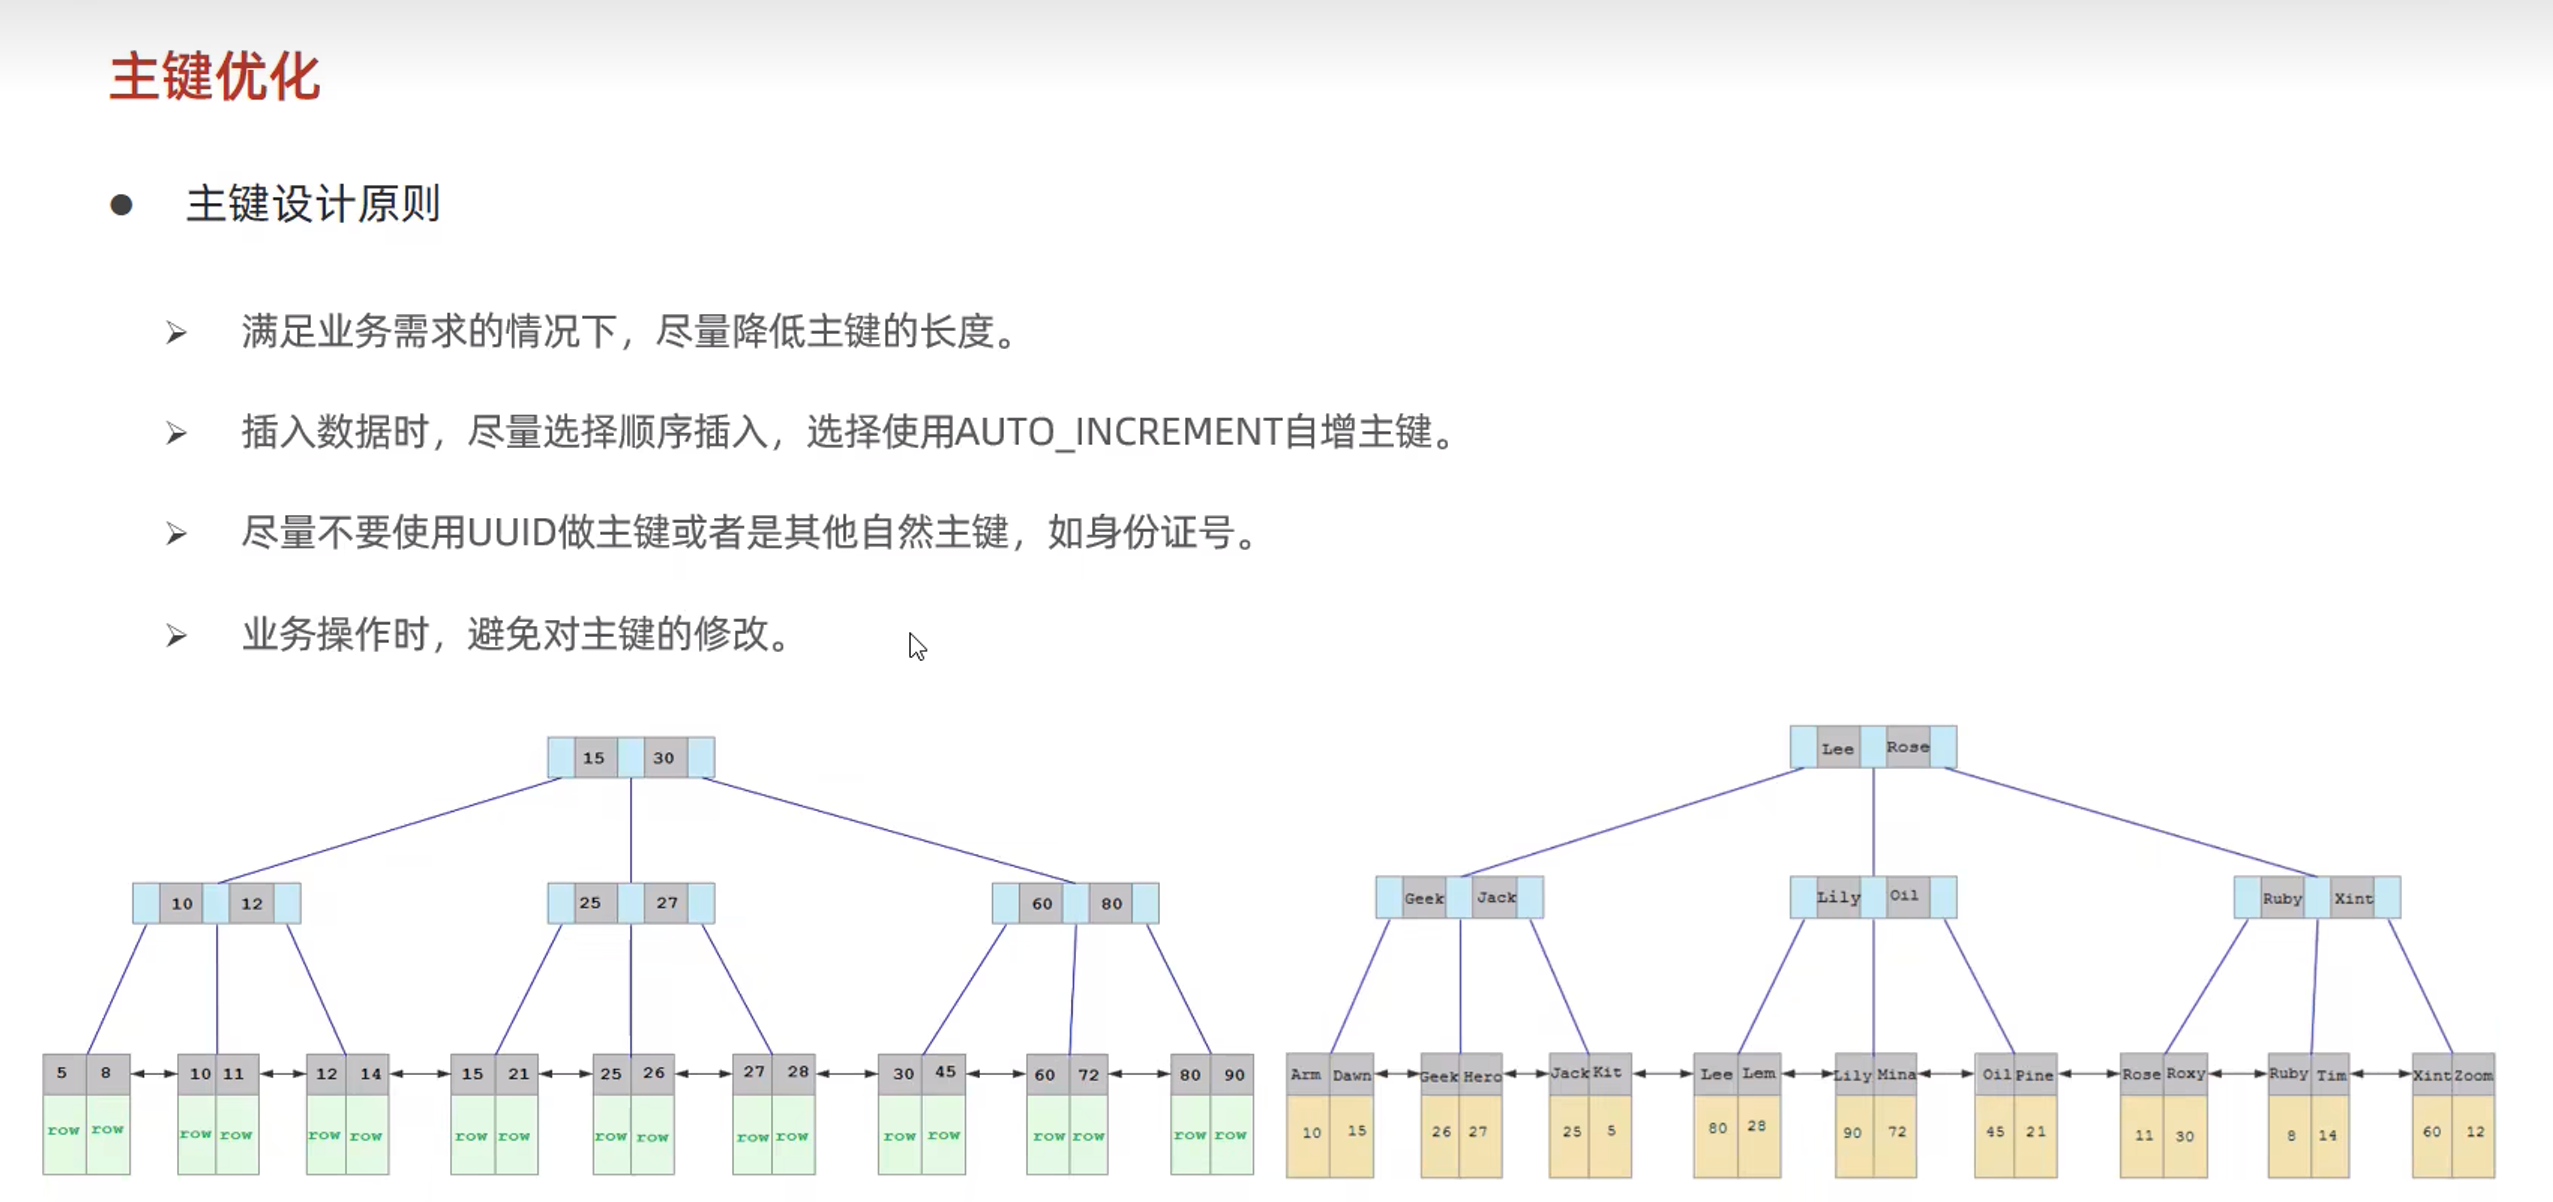 主键优化
主键设计原则
满足业务需求的情况下，尽量降低主键的长度。
插入数据时，尽量选择顺序插入，选择使用AUTO_INCREMENT自增主键。
尽量不要使用UUID做主键或者是其他自然主键，如身份证号。
业务操作时，避免对主键的修改。
15 30
10 12 25 27 60 80
5 8 10 11 12 14 15 21 25 26 27 28 30 45 60 72 80 90
row row row row row row row row row row row row row row row row row row
Lee Rose
Geek Jack Lily Oil Ruby Xint
Arm Dawn Geek Hero Jack Kit Lee Lem Lily Mina Oil Pine Rose Roxy Ruby Tim Xint Zoom
10 15 26 27 25 5 80 28 90 72 45 21 11 30 8 14 60 12